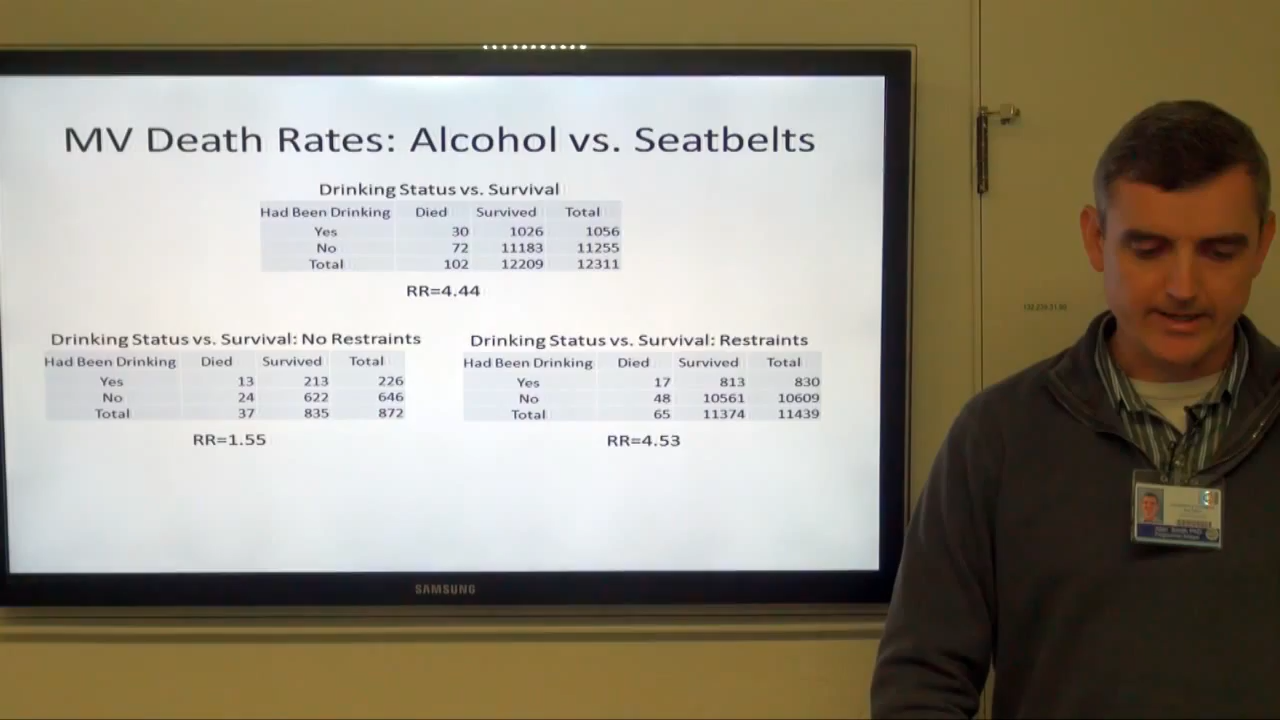 MV Death Rates: Alcohol vs. Seatbelts
Drinking Status vs. Survival
Had Been Drinking Died Survived Total
Yes 30 1026 1056
No 72 11183 11255
Total 102 12209 12311
RR=4.44
Drinking Status vs. Survival: No Restraints
Had Been Drinking Died Survived Total
Yes 13 213 226
No 24 622 646
Total 37 835 872
RR=1.55
Drinking Status vs. Survival: Restraints
Had Been Drinking Died Survived Total
Yes 17 813 830
No 48 10561 10609
Total 65 11374 11439
RR=4.53
SAMSUNG